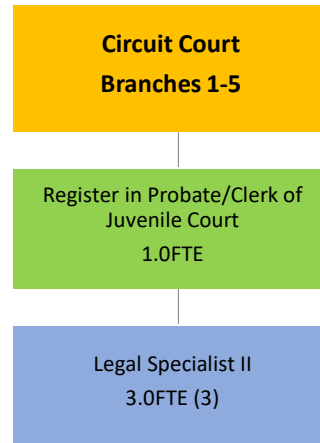 Circuit Court
Branches 1-5
Register in Probate/Clerk of
Juvenile Court
1.0FTE
Legal Specialist II
3.0FTE (3)